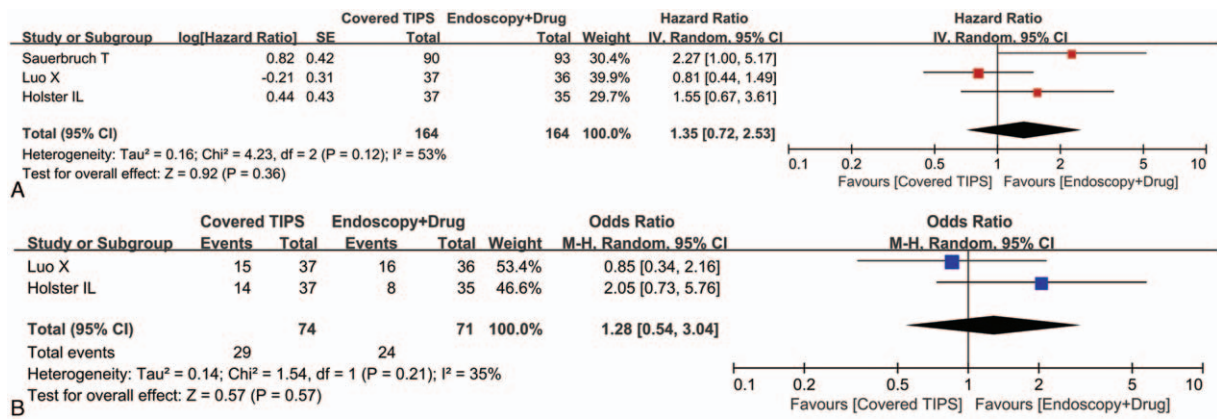 Covered TIPS Endoscopy+Drug Hazard Ratio Hazard Ratio
Study or Subgroup log[Hazard Ratio] SE Total Total Weight IV. Random. 95% CI IV. Random. 95% CI
Sauerbruch T 0.82 0.42 90 93 30.4% 2.27 [1.00, 5.17]
Luo X -0.21 0.31 37 36 39.9% 0.81 [0.44, 1.49]
Holster IL 0.44 0.43 37 35 29.7% 1.55 [0.67, 3.61]
Total (95% CI) 164 164 100.0% 1.35 [0.72, 2.53]
Heterogeneity: Tau² = 0.16; Chi² = 4.23, df = 2 (P = 0.12); I² = 53%
Test for overall effect: Z = 0.92 (P = 0.36)
0.1 0.2 0.5 1 2 5 10
Favours [Covered TIPS] Favours [Endoscopy+Drug]
A
Covered TIPS Endoscopy+Drug Odds Ratio Odds Ratio
Study or Subgroup Events Total Events Total Weight M-H. Random. 95% CI M-H. Random. 95% CI
Luo X 15 37 16 36 53.4% 0.85 [0.34, 2.16]
Holster IL 14 37 8 35 46.6% 2.05 [0.73, 5.76]
Total (95% CI) 74 71 100.0% 1.28 [0.54, 3.04]
Total events 29 24
Heterogeneity: Tau² = 0.14; Chi² = 1.54, df = 1 (P = 0.21); I² = 35%
Test for overall effect: Z = 0.57 (P = 0.57)
0.1 0.2 0.5 1 2 5 10
Favours [Covered TIPS] Favours [Endoscopy+Drug]
B